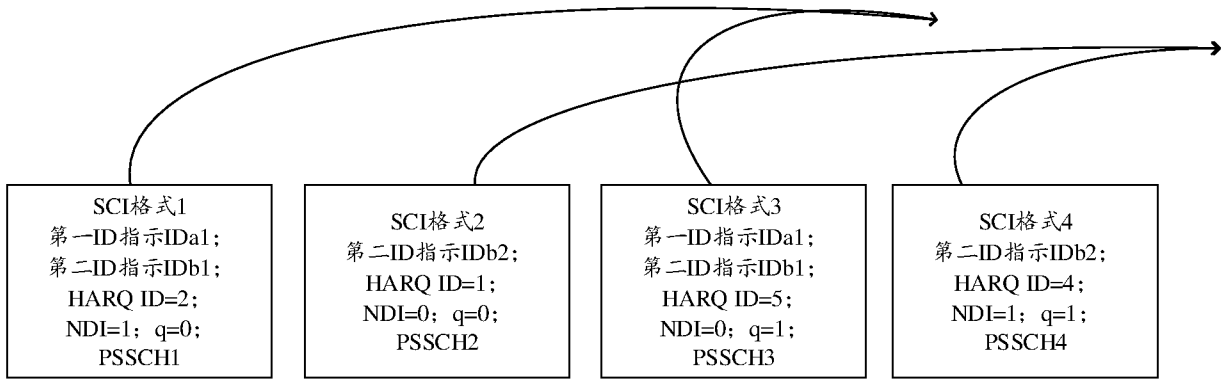 SCI格式1
第一ID指示IDa1；
第二ID指示IDb1；
HARQ ID=2；
NDI=1；q=0；
PSSCH1
SCI格式2
第二ID指示IDb2；
HARQ ID=1；
NDI=0；q=0；
PSSCH2
SCI格式3
第一ID指示IDa1；
第二ID指示IDb1；
HARQ ID=5；
NDI=0；q=1；
PSSCH3
SCI格式4
第二ID指示IDb2；
HARQ ID=4；
NDI=1；q=1；
PSSCH4